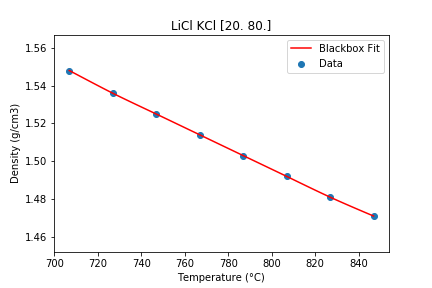 LiCl KCl [20. 80.]
Blackbox Fit
Data
Density (g/cm3)
1.56
1.54
1.52
1.50
1.48
1.46
700 720 740 760 780 800 820 840
Temperature (°C)